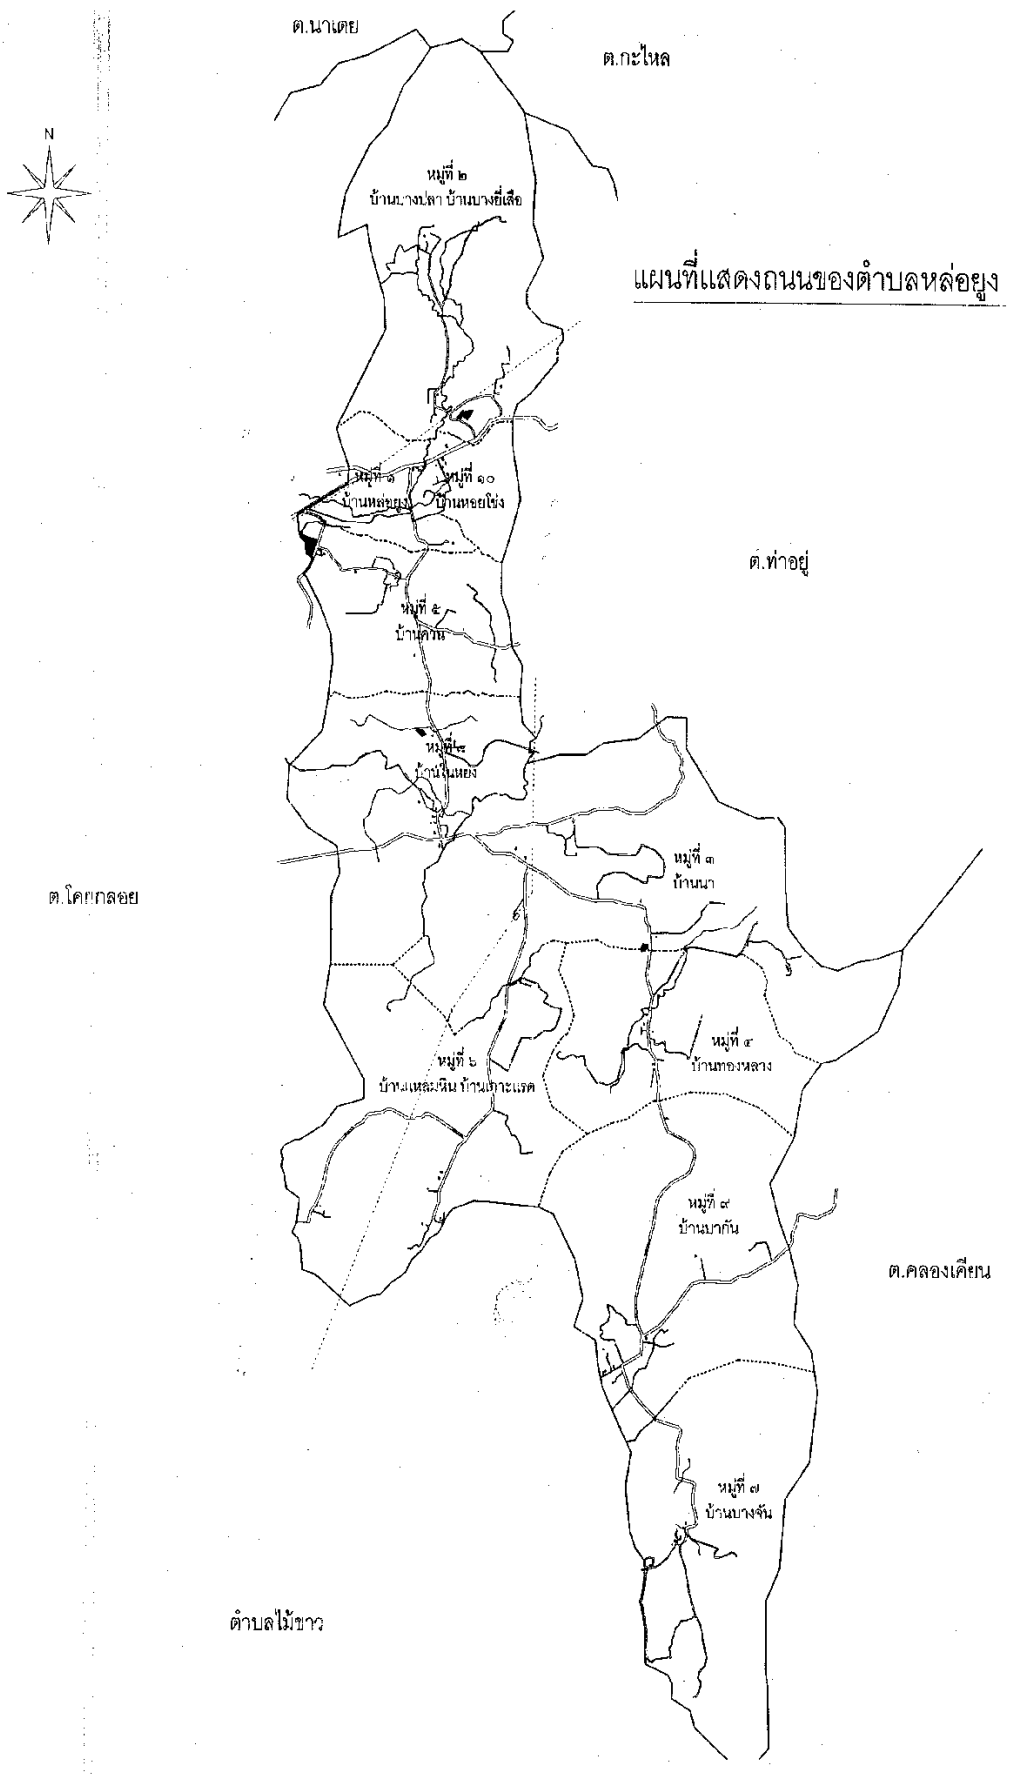 ต.นาเตย
ต.กะไหล
N
หมู่ที่ ๒
บ้านบางปลา บ้านบางยี่เสือ
แผนที่แสดงถนนของตำบลหล่อยูง
หมู่ที่ ๑
บ้านหล่อยูง
หมู่ที่ ๑๐
บ้านหอยโข่ง
ต.ท่าอยู่
หมู่ที่ ๕
บ้านควน
หมู่ที่ ๘
บ้านในหยง
หมู่ที่ ๓
บ้านนา
ต.โคกกลอย
หมู่ที่ ๔
บ้านทองหลาง
หมู่ที่ ๖
บ้านแหลมหิน บ้านเกาะแรด
หมู่ที่ ๙
บ้านบากัน
ต.คลองเคียน
หมู่ที่ ๗
บ้านบางจัน
ตำบลไม้ขาว